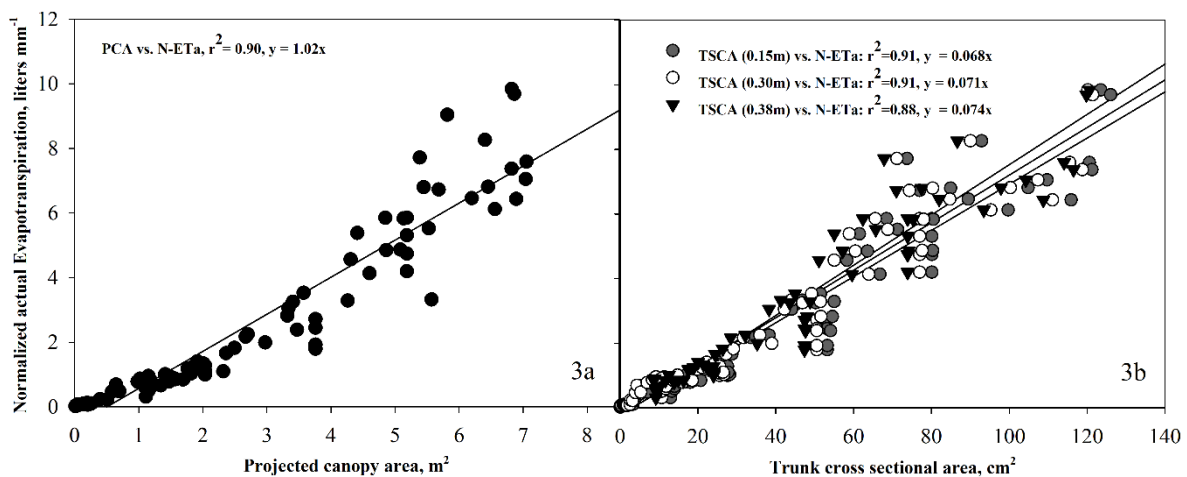 Normalized actual Evapotranspiration, liters mm⁻¹
12
10
8
6
4
2
0
PCA vs. N-ETa, r²= 0.90, y = 1.02x
3a
0 1 2 3 4 5 6 7 8
Projected canopy area, m²
TSCA (0.15m) vs. N-ETa: r²=0.91, y = 0.068x
TSCA (0.30m) vs. N-ETa: r²=0.91, y = 0.071x
TSCA (0.38m) vs. N-ETa: r²=0.88, y = 0.074x
3b
0 20 40 60 80 100 120 140
Trunk cross sectional area, cm²